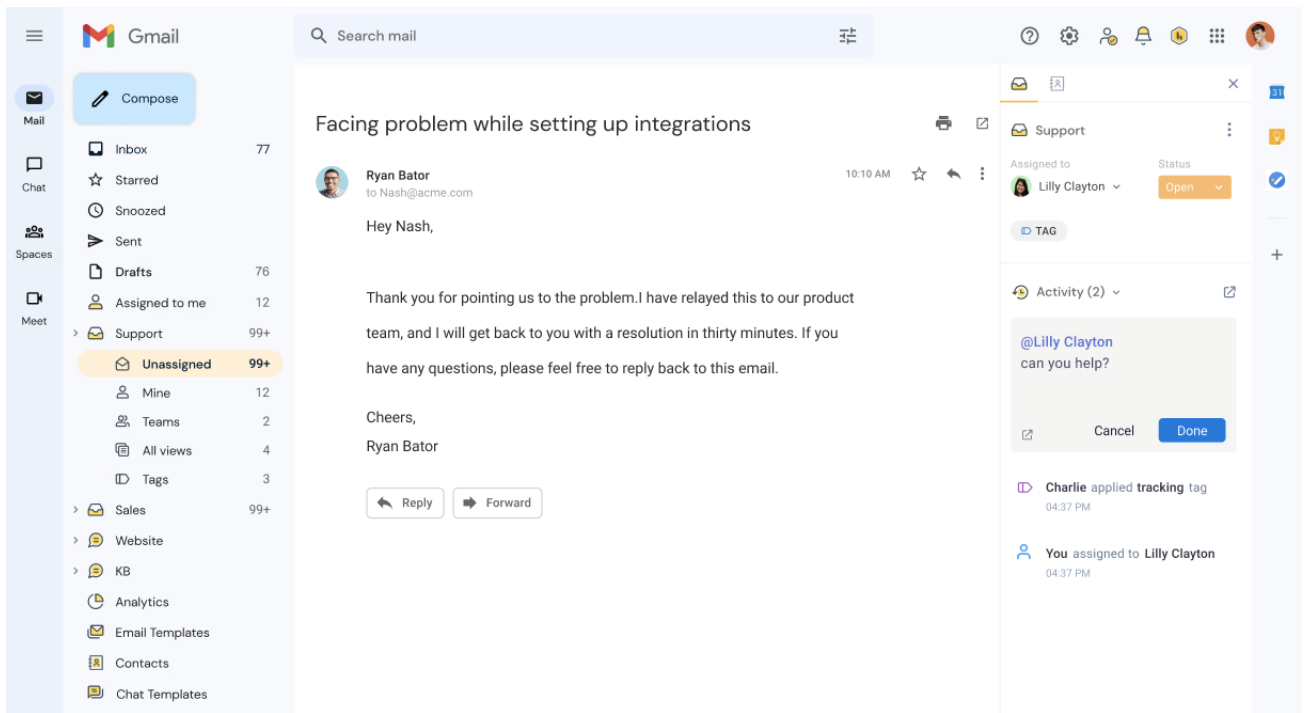 Gmail
Search mail
Compose
Mail
Chat
Spaces
Meet
Inbox 77
Starred
Snoozed
Sent
Drafts 76
Assigned to me 12
Support 99+
Unassigned 99+
Mine 12
Teams 2
All views 4
Tags 3
Sales 99+
Website
KB
Analytics
Email Templates
Contacts
Chat Templates
Facing problem while setting up integrations
Ryan Bator 10:10 AM
to Nash@acme.com
Hey Nash,
Thank you for pointing us to the problem.I have relayed this to our product
team, and I will get back to you with a resolution in thirty minutes. If you
have any questions, please feel free to reply back to this email.
Cheers,
Ryan Bator
Reply Forward
Support
Assigned to Status
Lilly Clayton Open
TAG
Activity (2)
@Lilly Clayton
can you help?
Cancel Done
Charlie applied tracking tag
04:37 PM
You assigned to Lilly Clayton
04:37 PM
31